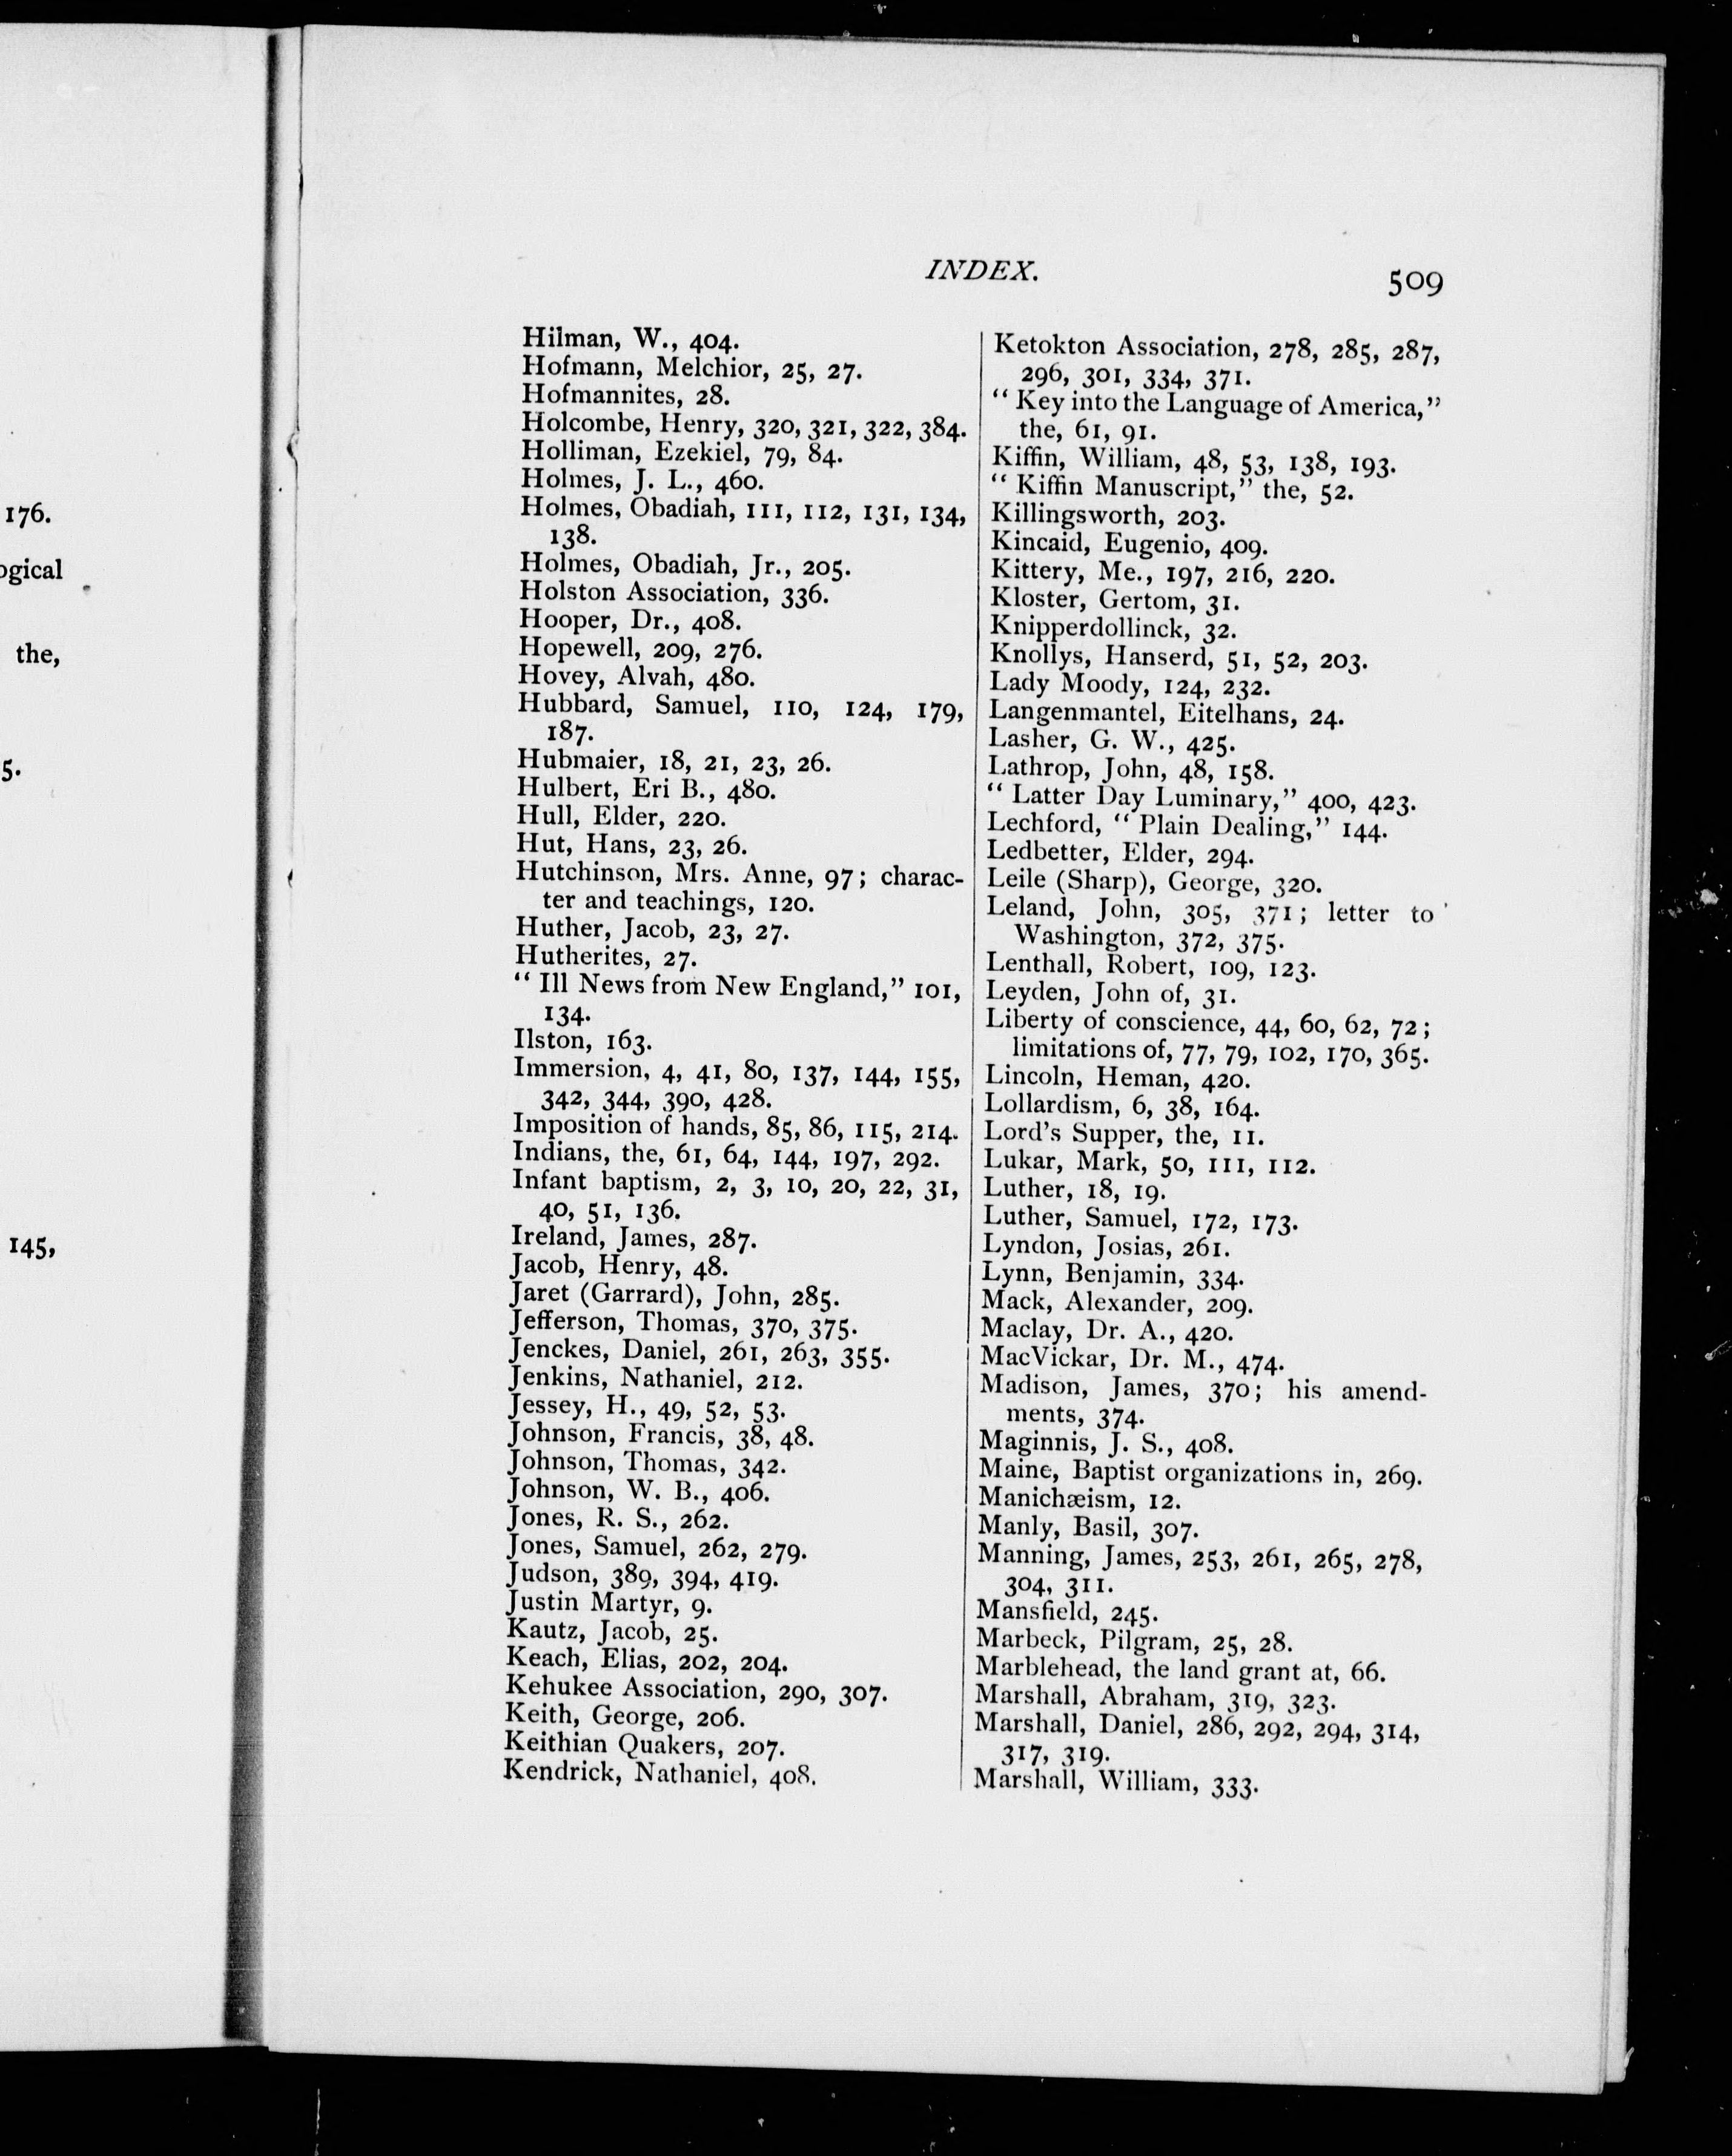 176.
ogical
the,
5.
145,
INDEX.
509
Hilman, W., 404.
Hofmann, Melchior, 25, 27.
Hofmannites, 28.
Holcombe, Henry, 320, 321, 322, 384.
Holliman, Ezekiel, 79, 84.
Holmes, J. L., 460.
Holmes, Obadiah, 111, 112, 131, 134,
138.
Holmes, Obadiah, Jr., 205.
Holston Association, 336.
Hooper, Dr., 408.
Hopewell, 209, 276.
Hovey, Alvah, 480.
Hubbard, Samuel, 110, 124, 179,
187.
Hubmaier, 18, 21, 23, 26.
Hulbert, Eri B., 480.
Hull, Elder, 220.
Hut, Hans, 23, 26.
Hutchinson, Mrs. Anne, 97; charac-
ter and teachings, 120.
Huther, Jacob, 23, 27.
Hutherites, 27.
"Ill News from New England," 101,
134.
Ilston, 163.
Immersion, 4, 41, 80, 137, 144, 155,
342, 344, 390, 428.
Imposition of hands, 85, 86, 115, 214.
Indians, the, 61, 64, 144, 197, 292.
Infant baptism, 2, 3, 10, 20, 22, 31,
40, 51, 136.
Ireland, James, 287.
Jacob, Henry, 48.
Jaret (Garrard), John, 285.
Jefferson, Thomas, 370, 375.
Jenckes, Daniel, 261, 263, 355.
Jenkins, Nathaniel, 212.
Jessey, H., 49, 52, 53.
Johnson, Francis, 38, 48.
Johnson, Thomas, 342.
Johnson, W. B., 406.
Jones, R. S., 262.
Jones, Samuel, 262, 279.
Judson, 389, 394, 419.
Justin Martyr, 9.
Kautz, Jacob, 25.
Keach, Elias, 202, 204.
Kehukee Association, 290, 307.
Keith, George, 206.
Keithian Quakers, 207.
Kendrick, Nathaniel, 408.
Ketokton Association, 278, 285, 287,
296, 301, 334, 371.
"Key into the Language of America,"
the, 61, 91.
Kiffin, William, 48, 53, 138, 193.
"Kiffin Manuscript," the, 52.
Killingsworth, 203.
Kincaid, Eugenio, 409.
Kittery, Me., 197, 216, 220.
Kloster, Gertom, 31.
Knipperdollinck, 32.
Knollys, Hanserd, 51, 52, 203.
Lady Moody, 124, 232.
Langenmantel, Eitelhans, 24.
Lasher, G. W., 425.
Lathrop, John, 48, 158.
"Latter Day Luminary," 400, 423.
Lechford, "Plain Dealing," 144.
Ledbetter, Elder, 294.
Leile (Sharp), George, 320.
Leland, John, 305, 371; letter to
Washington, 372, 375.
Lenthall, Robert, 109, 123.
Leyden, John of, 31.
Liberty of conscience, 44, 60, 62, 72;
limitations of, 77, 79, 102, 170, 365.
Lincoln, Heman, 420.
Lollardism, 6, 38, 164.
Lord's Supper, the, 11.
Lukar, Mark, 50, 111, 112.
Luther, 18, 19.
Luther, Samuel, 172, 173.
Lyndon, Josias, 261.
Lynn, Benjamin, 334.
Mack, Alexander, 209.
Maclay, Dr. A., 420.
MacVickar, Dr. M., 474.
Madison, James, 370; his amend-
ments, 374.
Maginnis, J. S., 408.
Maine, Baptist organizations in, 269.
Manichæism, 12.
Manly, Basil, 307.
Manning, James, 253, 261, 265, 278,
304, 311.
Mansfield, 245.
Marbeck, Pilgram, 25, 28.
Marblehead, the land grant at, 66.
Marshall, Abraham, 319, 323.
Marshall, Daniel, 286, 292, 294, 314,
317, 319.
Marshall, William, 333.